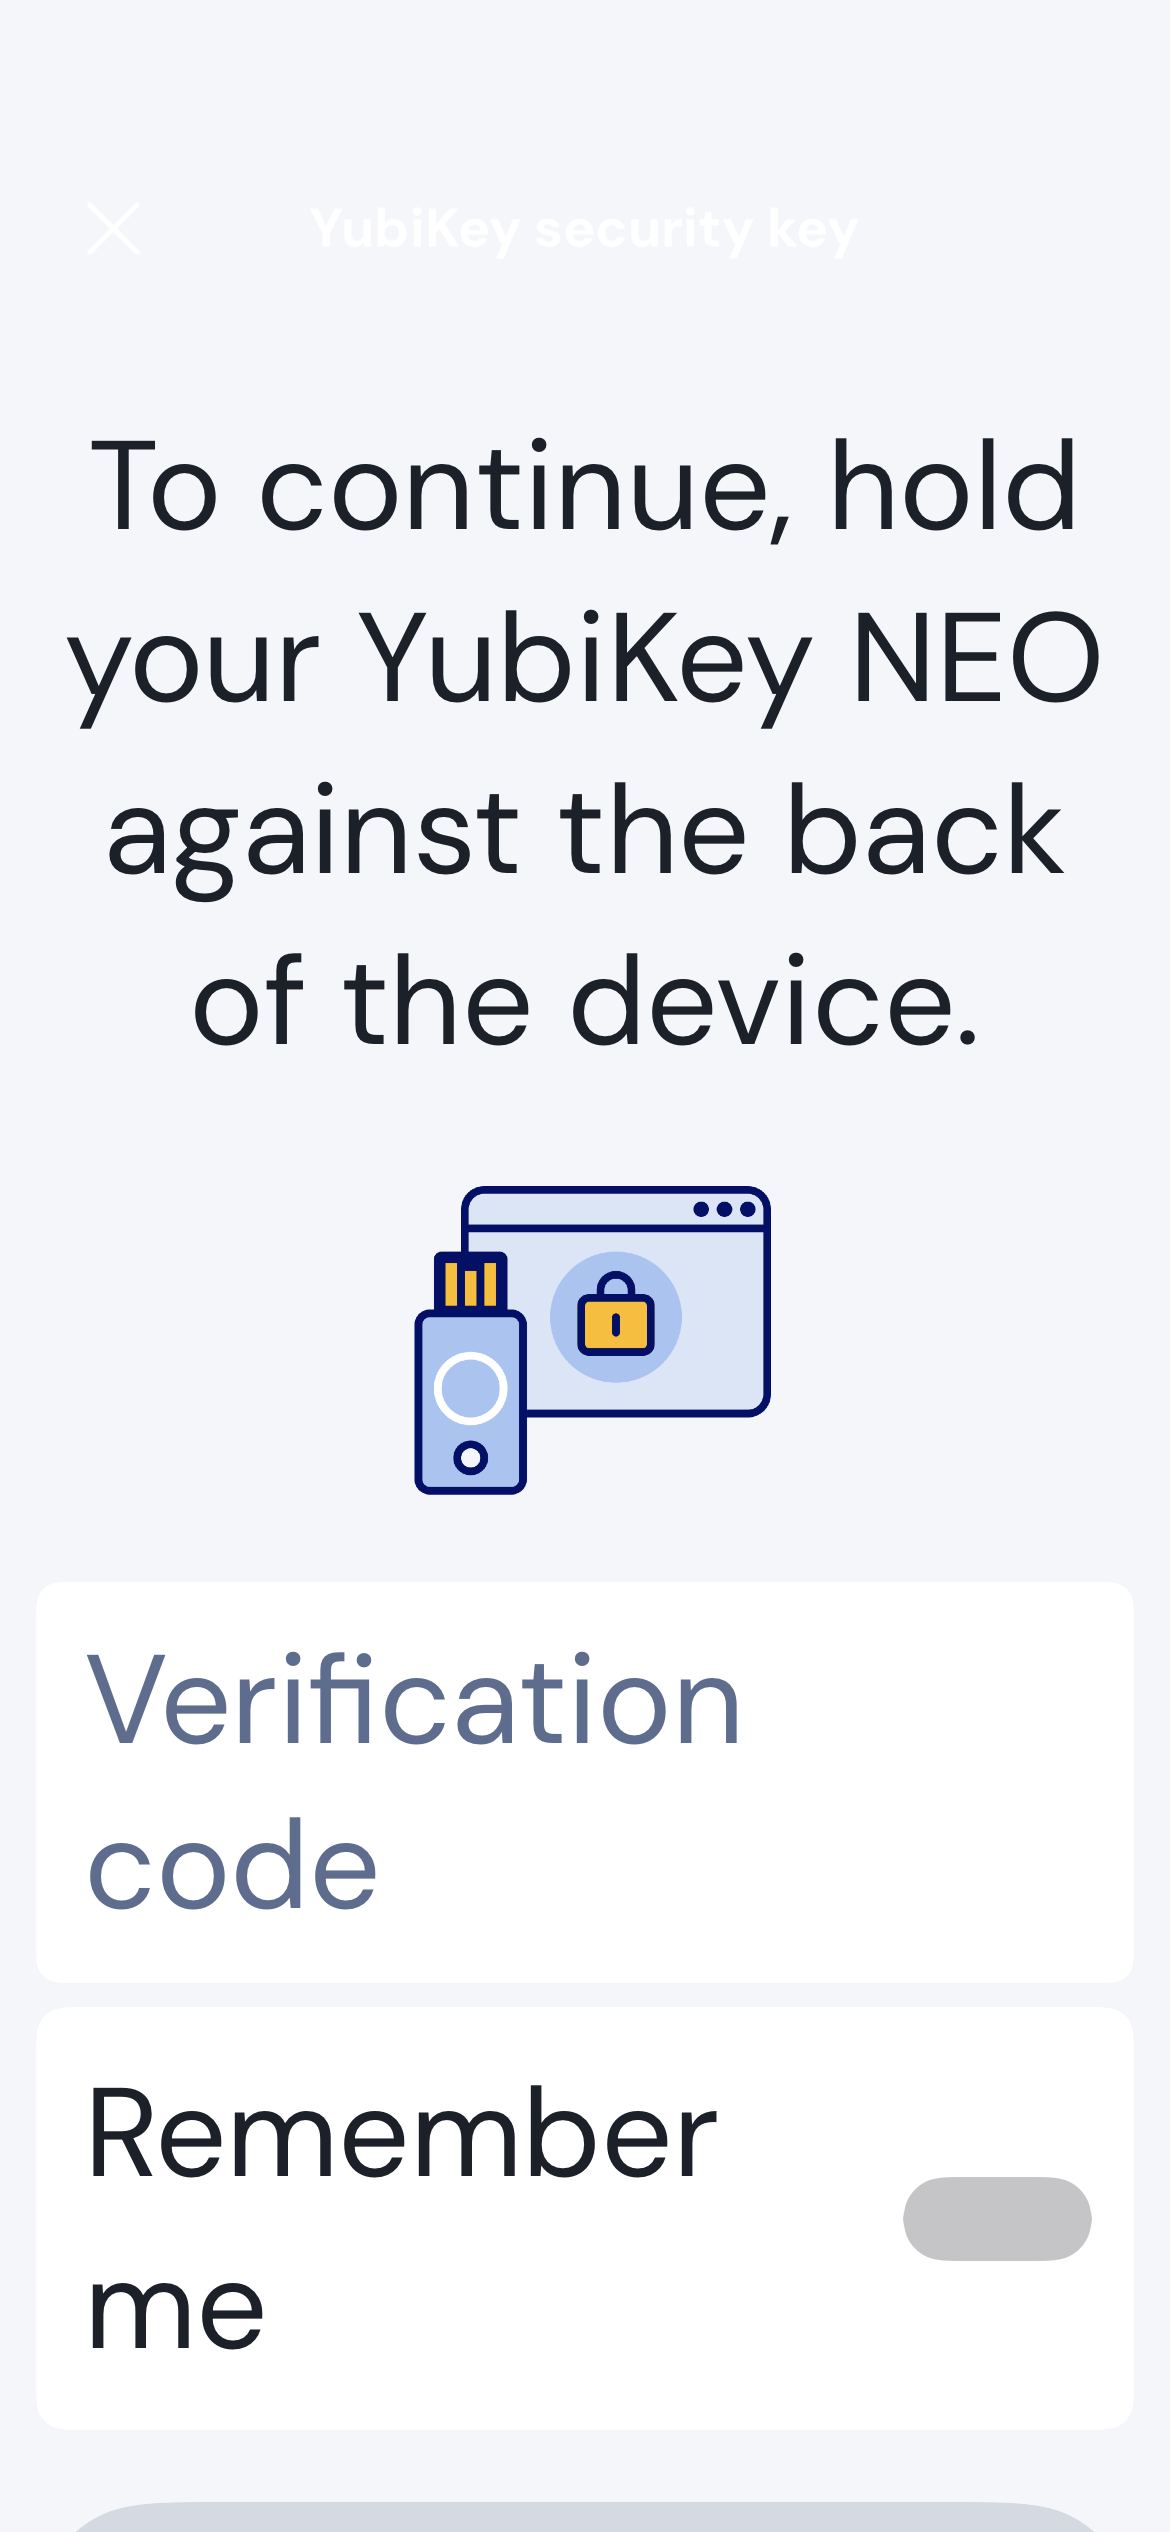 YubiKey security key
To continue, hold
your YubiKey NEO
against the back
of the device.
Verification
code
Remember
me